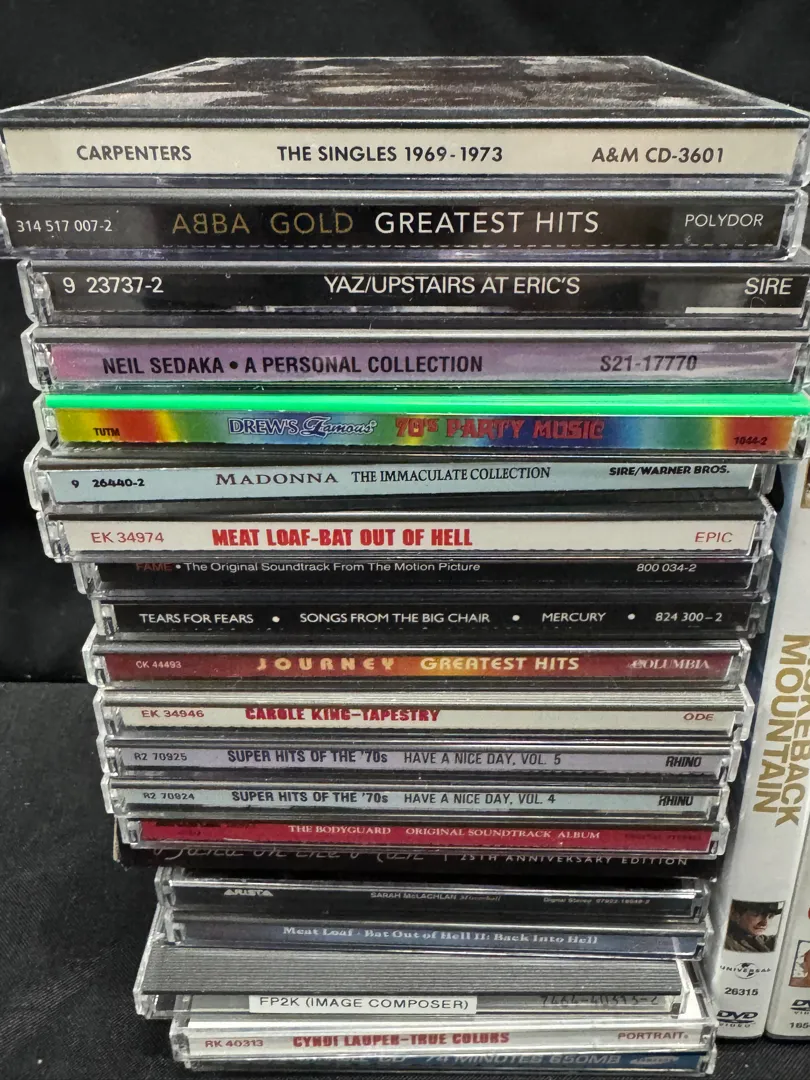 CARPENTERS THE SINGLES 1969-1973 A&M CD-3601
314 517 007-2 ABBA GOLD GREATEST HITS POLYDOR
9 23737-2 YAZ/UPSTAIRS AT ERIC'S SIRE
NEIL SEDAKA • A PERSONAL COLLECTION S21-17770
TUTM DREW'S Famous 70's PARTY MUSIC 1044-2
9 26440-2 MADONNA THE IMMACULATE COLLECTION SIRE/WARNER BROS.
EK 34974 MEAT LOAF-BAT OUT OF HELL EPIC
FAME • The Original Soundtrack From The Motion Picture 800 034-2
TEARS FOR FEARS • SONGS FROM THE BIG CHAIR • MERCURY • 824 300-2
CK 44493 JOURNEY GREATEST HITS COLUMBIA
EK 34946 CAROLE KING-TAPESTRY ODE
R2 70925 SUPER HITS OF THE '70s HAVE A NICE DAY, VOL. 5 RHINO
R2 70924 SUPER HITS OF THE '70s HAVE A NICE DAY, VOL. 4 RHINO
THE BODYGUARD ORIGINAL SOUNDTRACK ALBUM
25TH ANNIVERSARY EDITION
ARISTA SARAH McLACHLAN Digital Stereo
Meat Loaf · Bat Out of Hell II: Back Into Hell
FP2K (IMAGE COMPOSER)
RK 40313 CYNDI LAUPER-TRUE COLORS PORTRAIT
CD 74 MINUTES 650MB
MOUNTAIN
UNIVERSAL
26315
DVD
VIDEO